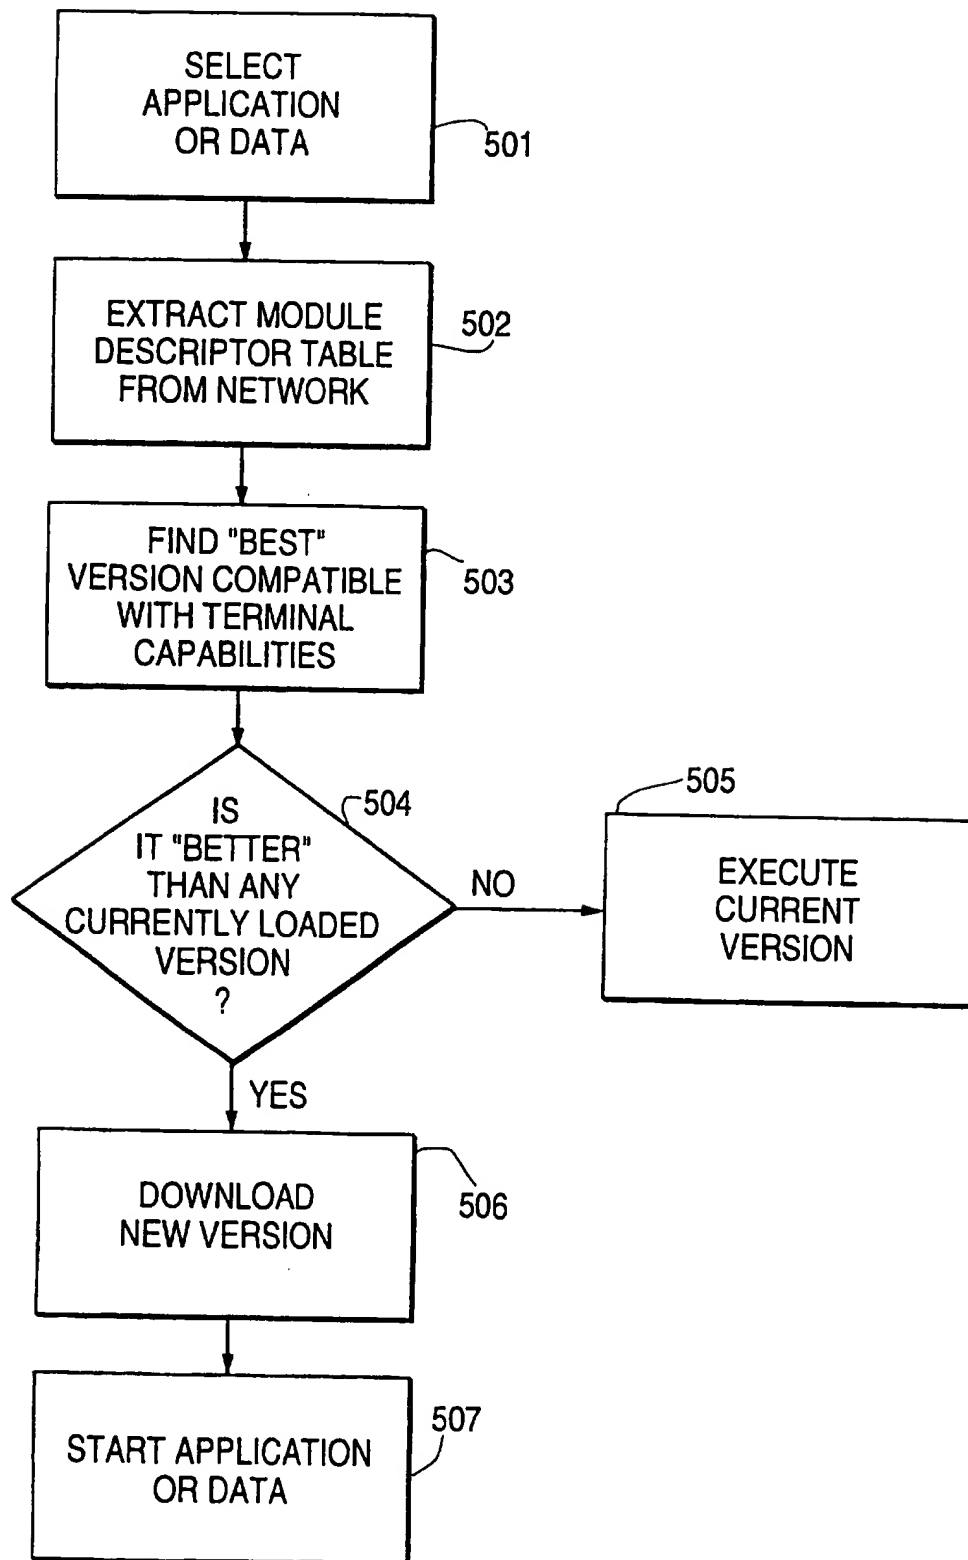 SELECT
APPLICATION
OR DATA
501
EXTRACT MODULE
DESCRIPTOR TABLE
FROM NETWORK
502
FIND "BEST"
VERSION COMPATIBLE
WITH TERMINAL
CAPABILITIES
503
IS
IT "BETTER"
THAN ANY
CURRENTLY LOADED
VERSION
?
504
NO
505
EXECUTE
CURRENT
VERSION
YES
DOWNLOAD
NEW VERSION
506
START APPLICATION
OR DATA
507